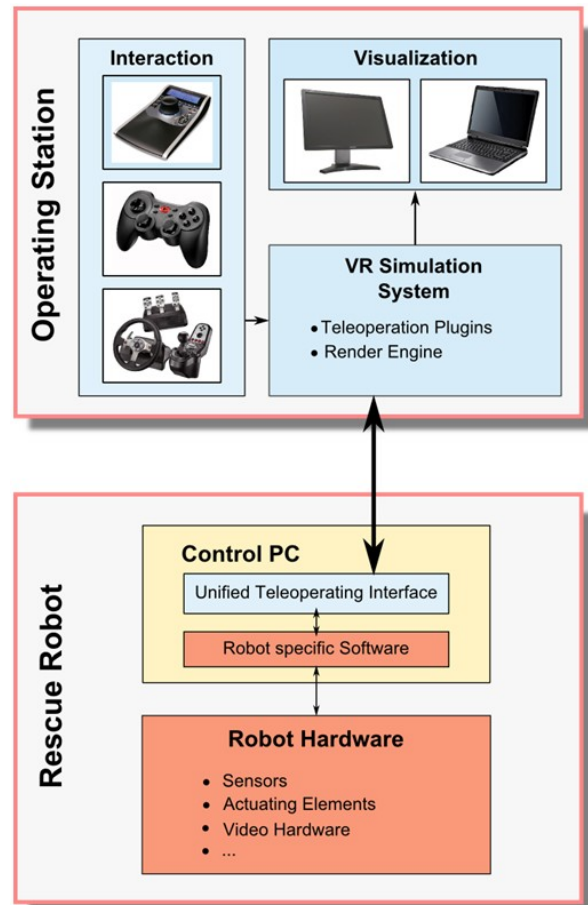 Operating Station
Interaction
Visualization
VR Simulation
System
● Teleoperation Plugins
● Render Engine
Rescue Robot
Control PC
Unified Teleoperating Interface
Robot specific Software
Robot Hardware
● Sensors
● Actuating Elements
● Video Hardware
● ...